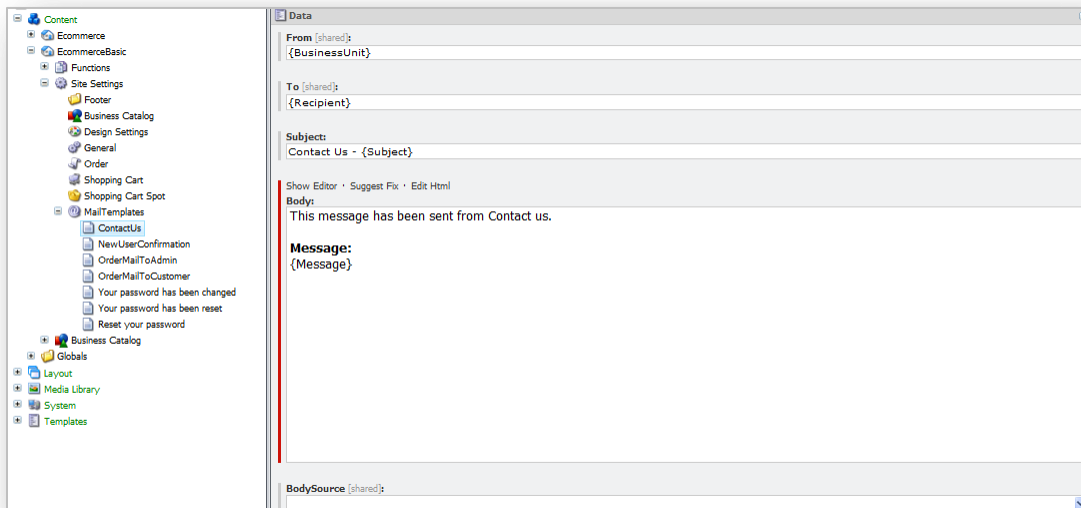 Content
Ecommerce
EcommerceBasic
Functions
Site Settings
Footer
Business Catalog
Design Settings
General
Order
Shopping Cart
Shopping Cart Spot
MailTemplates
ContactUs
NewUserConfirmation
OrderMailToAdmin
OrderMailToCustomer
Your password has been changed
Your password has been reset
Reset your password
Business Catalog
Globals
Layout
Media Library
System
Templates
Data
From [shared]:
{BusinessUnit}
To [shared]:
{Recipient}
Subject:
Contact Us - {Subject}
Show Editor · Suggest Fix · Edit Html
Body:
This message has been sent from Contact us.
Message:
{Message}
BodySource [shared]: